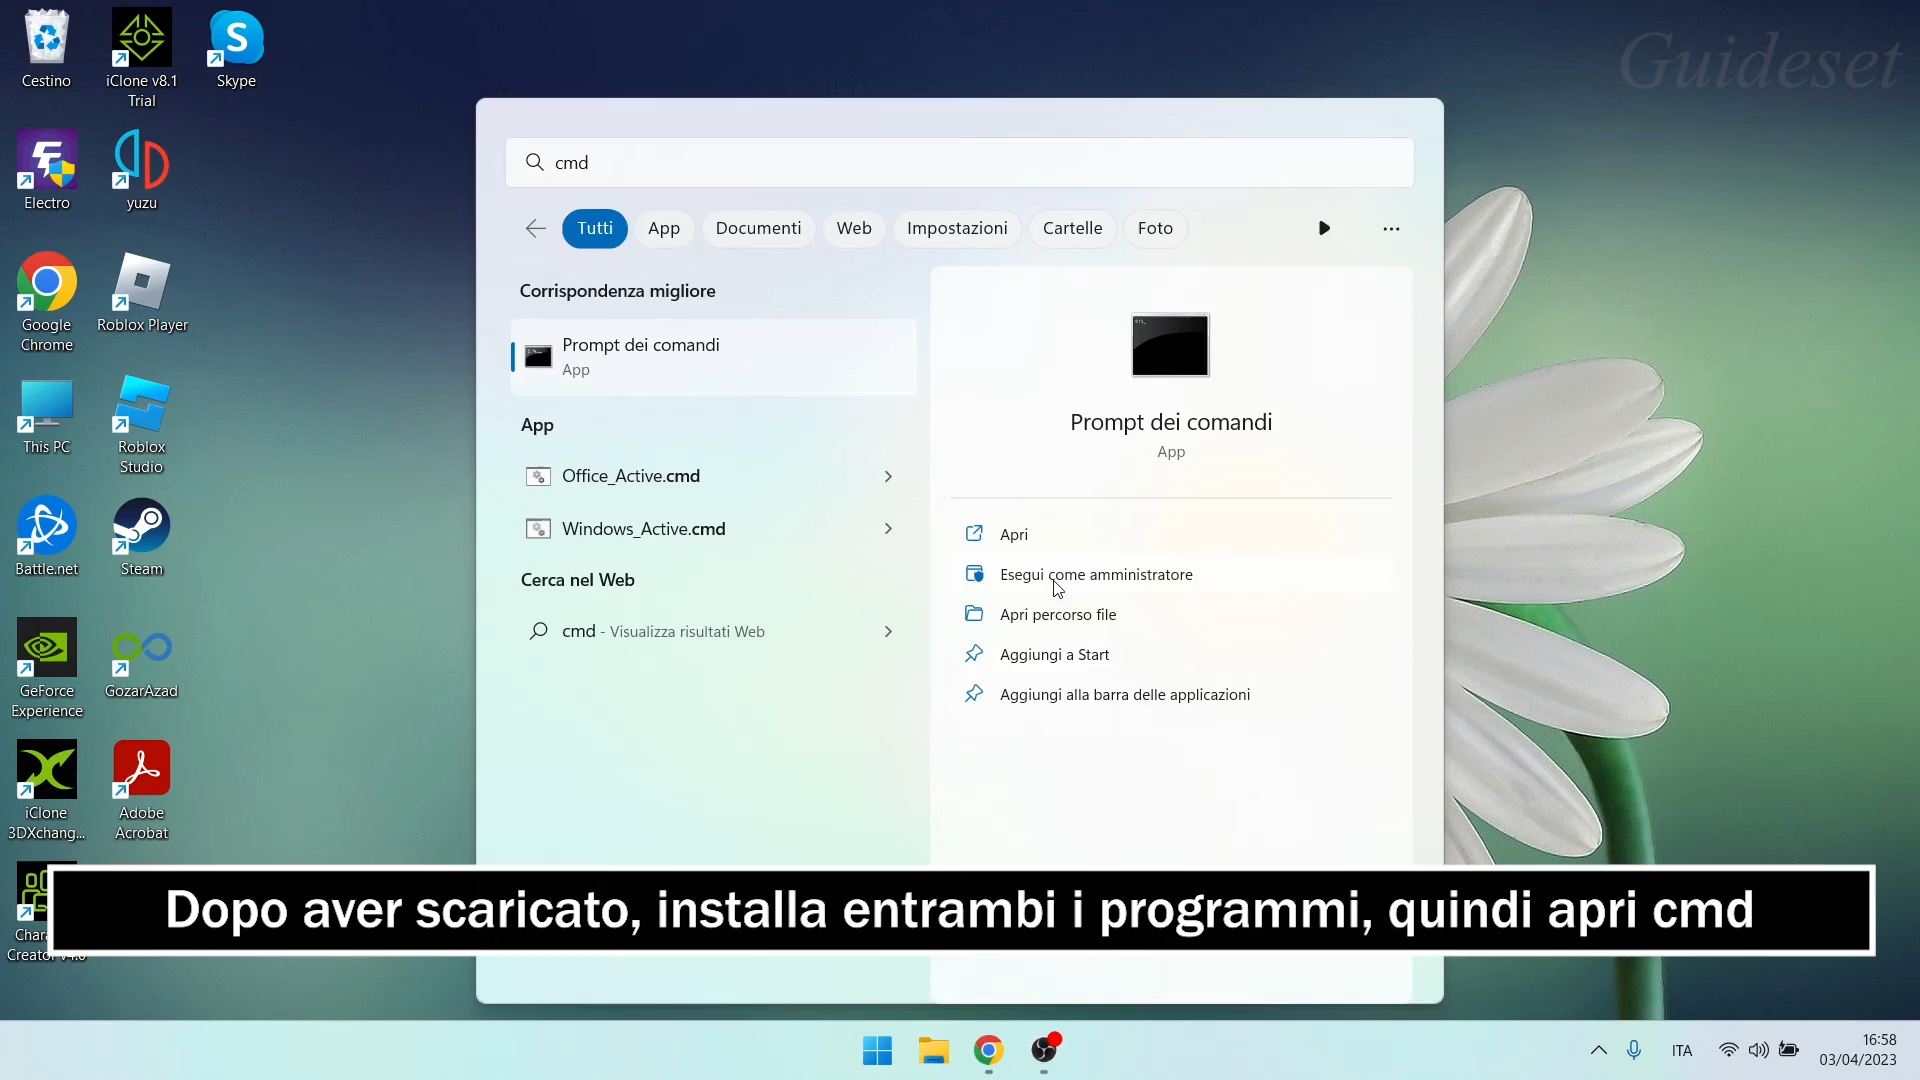 Cestino
iClone v8.1
Trial
Skype
Guideset
cmd
Electro
yuzu
Tutti
App
Documenti
Web
Impostazioni
Cartelle
Foto
Corrispondenza migliore
Prompt dei comandi
App
Prompt dei comandi
App
Google
Chrome
Roblox Player
App
Office_Active.cmd
Windows_Active.cmd
Cerca nel Web
cmd - Visualizza risultati Web
Apri
Esegui come amministratore
Apri percorso file
Aggiungi a Start
Aggiungi alla barra delle applicazioni
This PC
Roblox
Studio
Battle.net
Steam
GeForce
Experience
GozarAzad
iClone
3DXchang...
Adobe
Acrobat
Dopo aver scaricato, installa entrambi i programmi, quindi apri cmd
Chara
Creator v4.0
ITA
16:58
03/04/2023